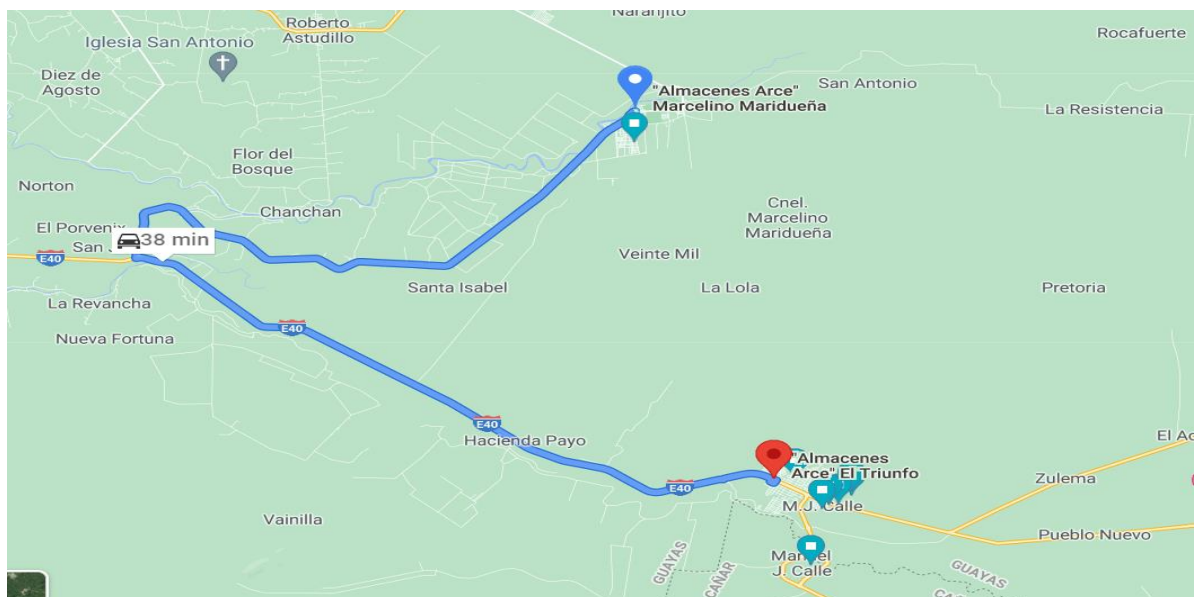 Naranjito
Roberto
Astudillo
Iglesia San Antonio
Rocafuerte
Diez de
Agosto
San Antonio
"Almacenes Arce"
Marcelino Maridueña
La Resistencia
Flor del
Bosque
Norton
Chanchan
Cnel.
Marcelino
Maridueña
El Porvenir
38 min
San J
E40
Veinte Mil
Santa Isabel
La Lola
Pretoria
La Revancha
E40
Nueva Fortuna
E40
Hacienda Payo
El Ac
"Almacenes
Arce" El Triunfo
E40
Zulema
M.J. Calle
Vainilla
Pueblo Nuevo
Manuel
J. Calle
GUAYAS
CAÑAR
GUAYAS